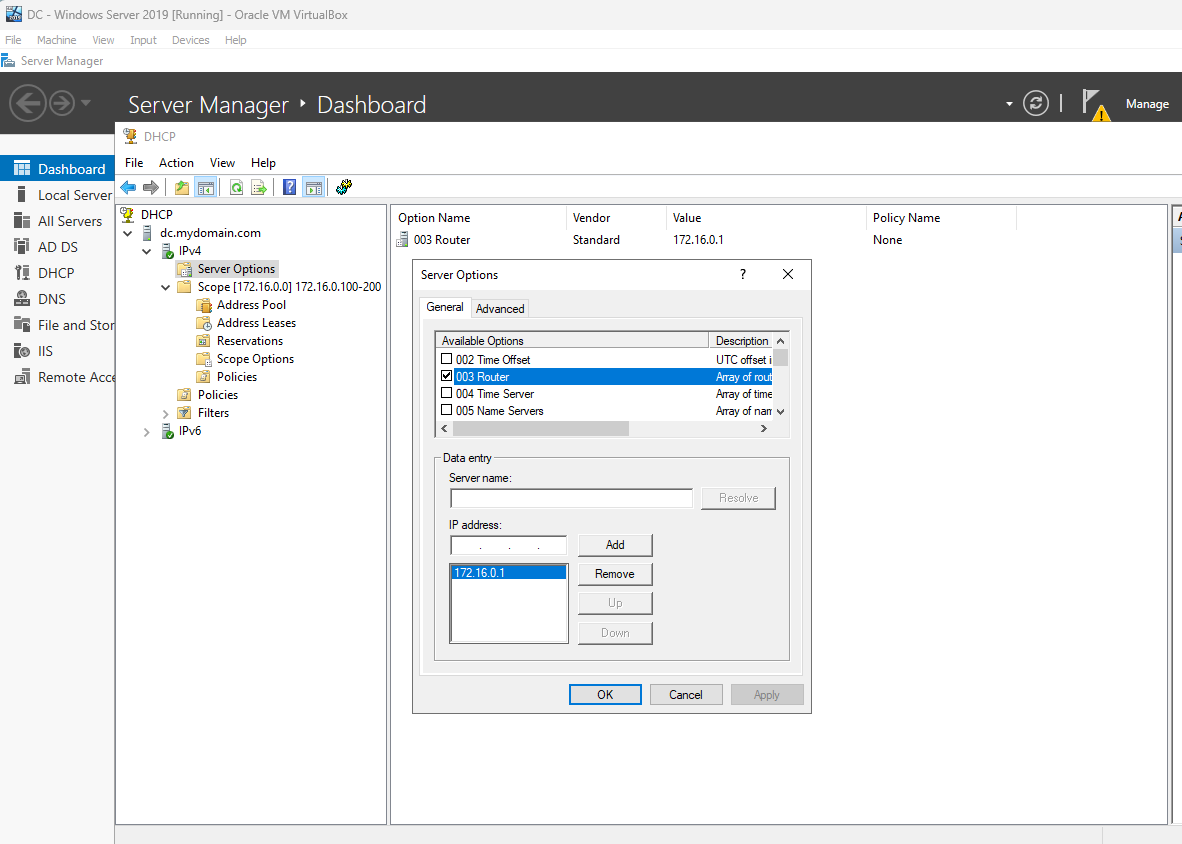 DC - Windows Server 2019 [Running] - Oracle VM VirtualBox
File Machine View Input Devices Help
Server Manager
Server Manager Dashboard
Manage
Dashboard
Local Server
All Servers
AD DS
DHCP
DNS
File and Stor
IIS
Remote Acce
DHCP
File Action View Help
DHCP
dc.mydomain.com
IPv4
Server Options
Scope [172.16.0.0] 172.16.0.100-200
Address Pool
Address Leases
Reservations
Scope Options
Policies
Policies
Filters
IPv6
Option Name Vendor Value Policy Name
003 Router Standard 172.16.0.1 None
Server Options
General Advanced
Available Options Description
002 Time Offset UTC offset i
003 Router Array of rout
004 Time Server Array of time
005 Name Servers Array of nam
Data entry
Server name:
Resolve
IP address:
. . . Add
172.16.0.1 Remove
Up
Down
OK Cancel Apply